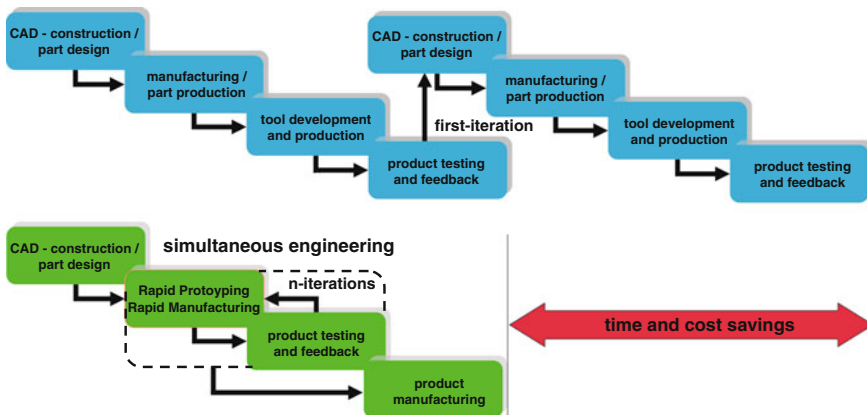 CAD - construction /
part design
manufacturing /
part production
tool development
and production
product testing
and feedback
first-iteration
CAD - construction /
part design
manufacturing /
part production
tool development
and production
product testing
and feedback
simultaneous engineering
CAD - construction /
part design
n-iterations
Rapid Protoyping
Rapid Manufacturing
product testing
and feedback
product
manufacturing
time and cost savings